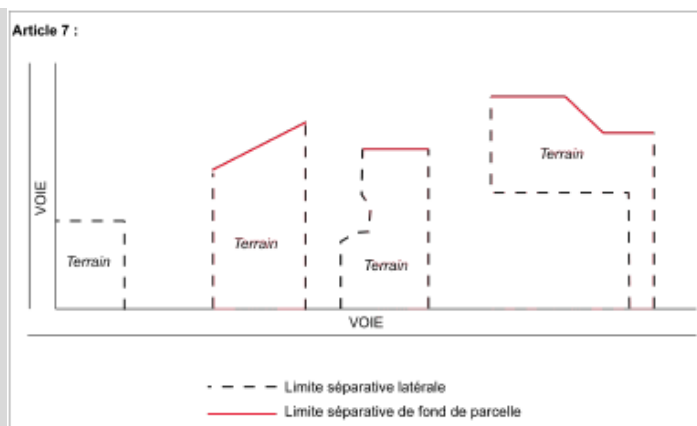 Article 7 :
Terrain
VOIE
Terrain
Terrain
Terrain
VOIE
Limite séparative latérale
Limite séparative de fond de parcelle